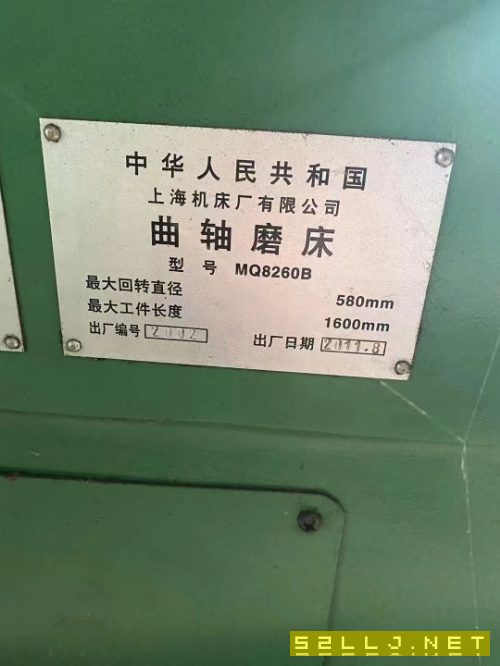 中华人民共和国
上海机床厂有限公司
曲轴磨床
型 号 MQ8260B
最大回转直径 580mm
最大工件长度 1600mm
出厂编号 2002 出厂日期 2011.8
52LLJ.NET